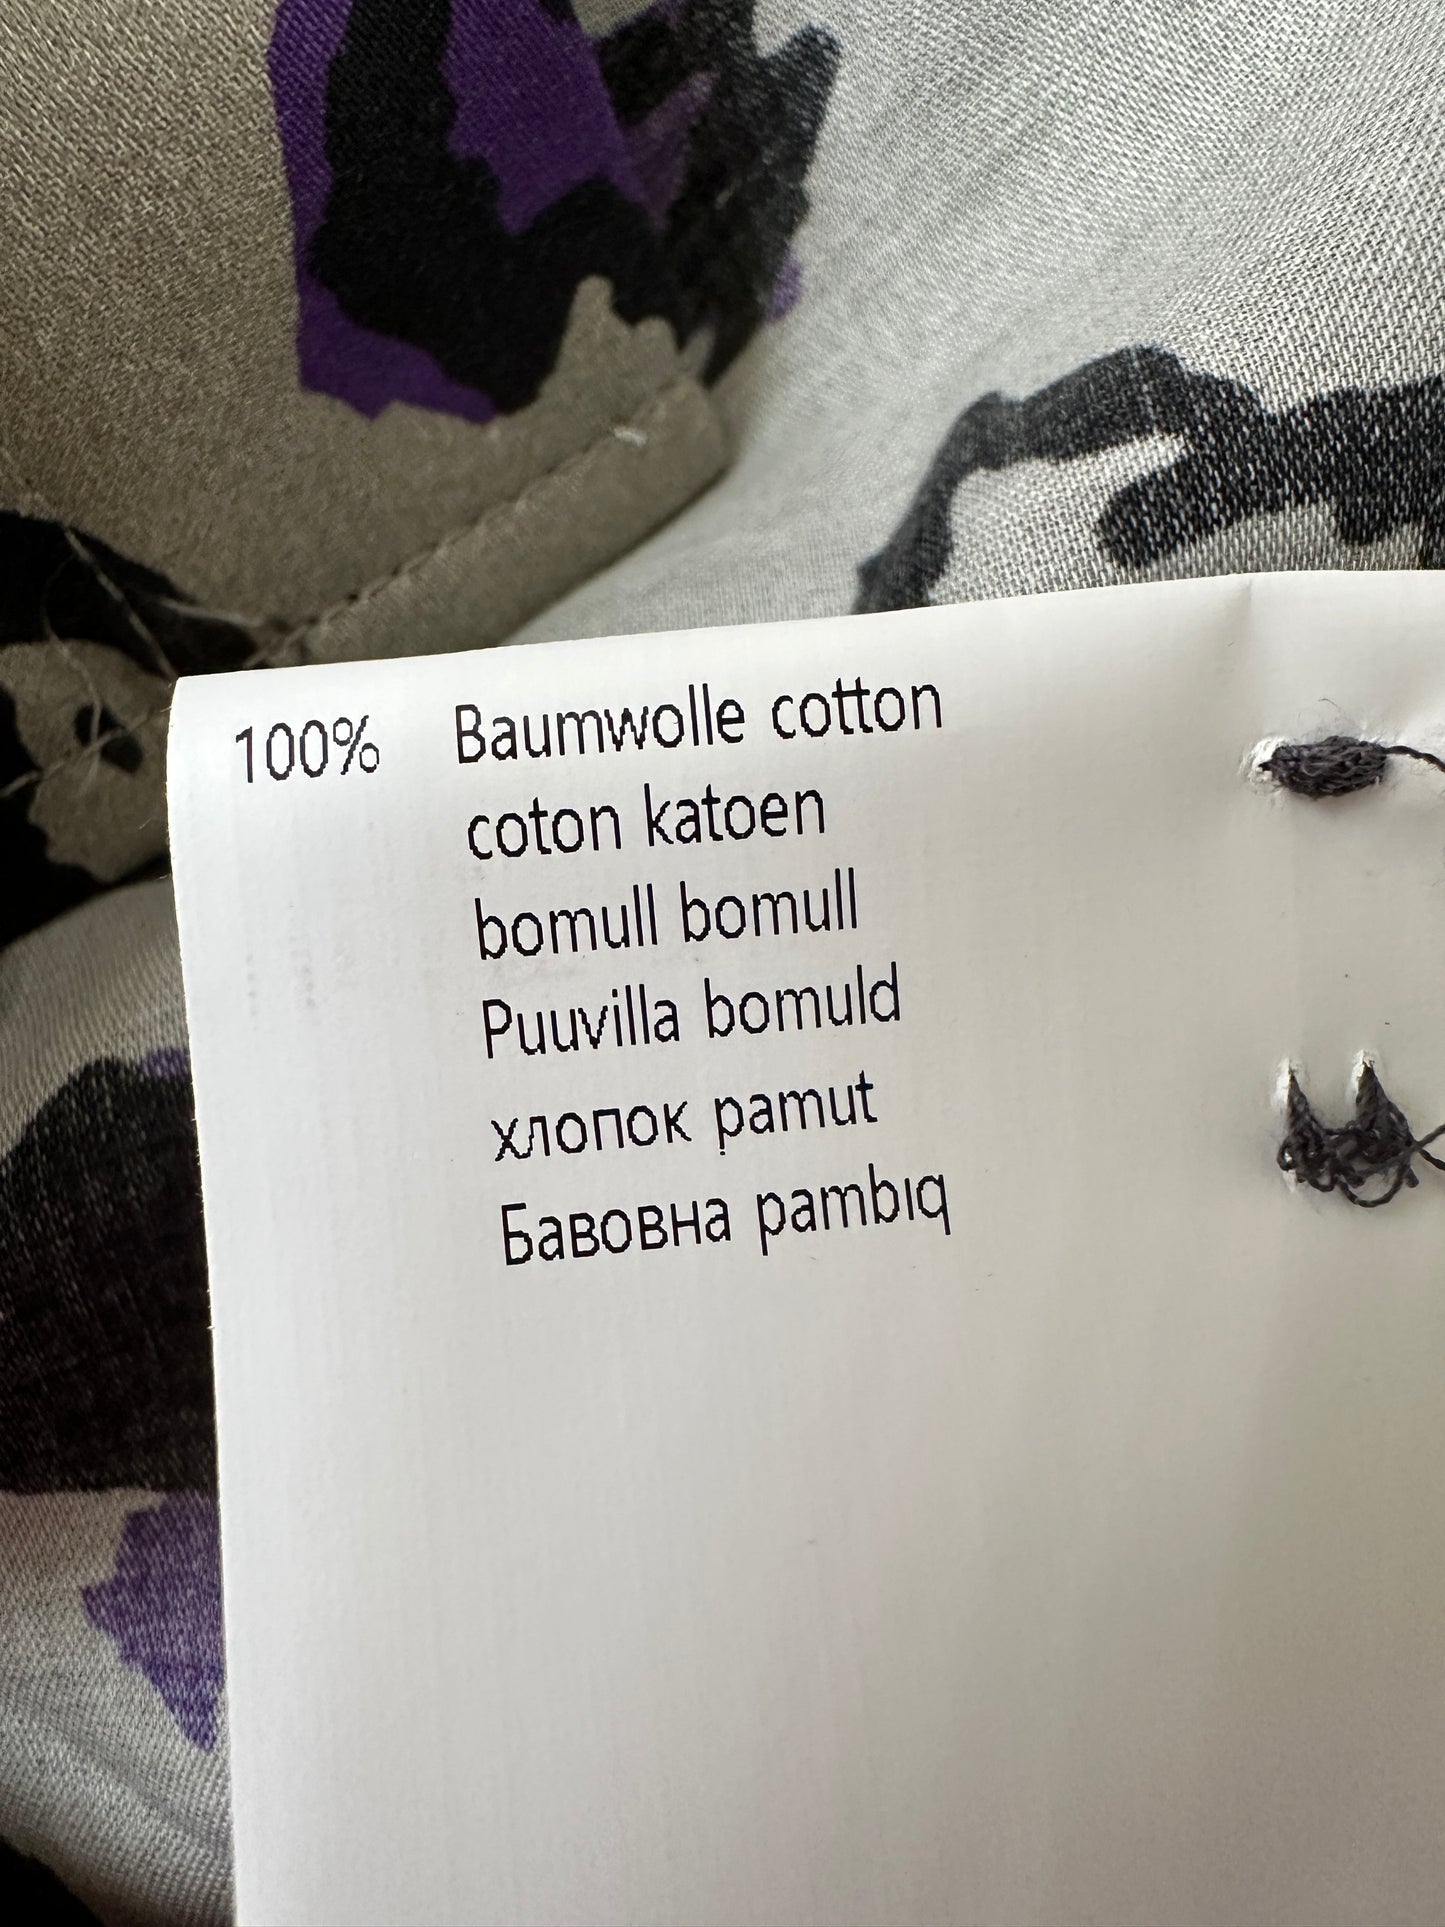 100% Baumwolle cotton
coton katoen
bomull bomull
Puuvilla bomuld
хлопок pamut
Бавовна pambıq